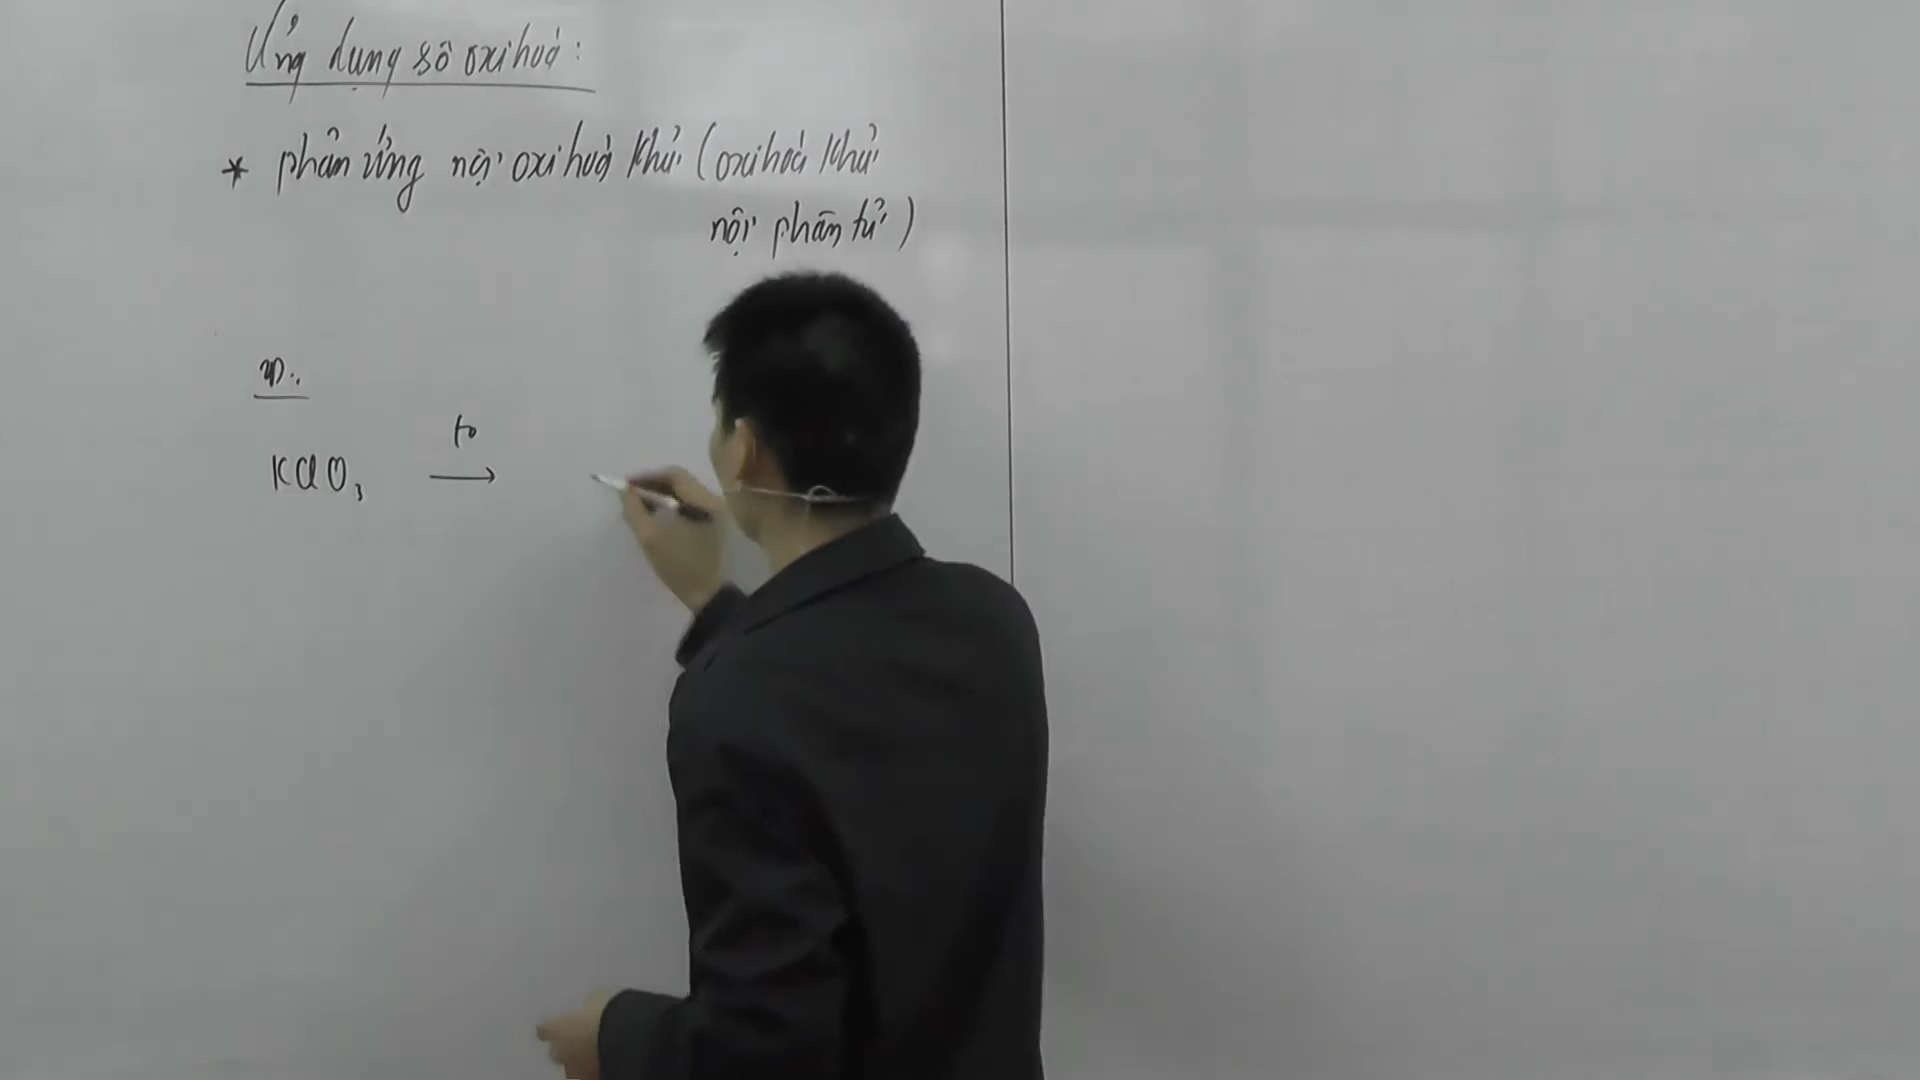 Ứng dụng số oxi hoá:
* phản ứng nội oxi hoá khử (oxi hoá khử
nội phân tử)
VD:
to
KClO₃ →